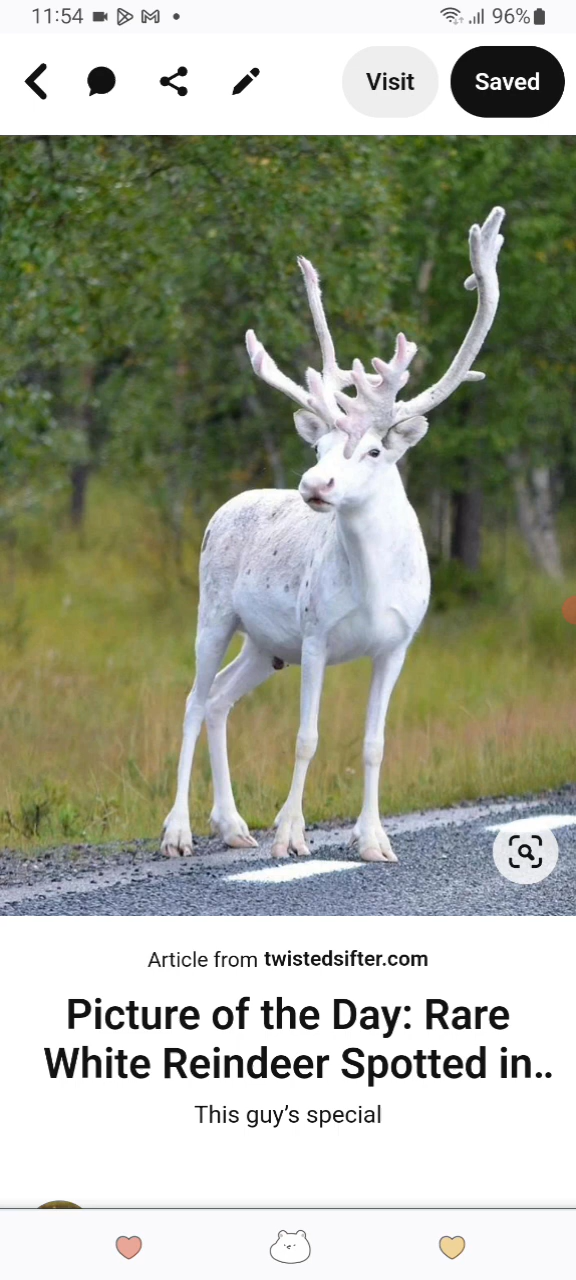 11:54 96%
Visit Saved
Article from twistedsifter.com
Picture of the Day: Rare
White Reindeer Spotted in..
This guy’s special